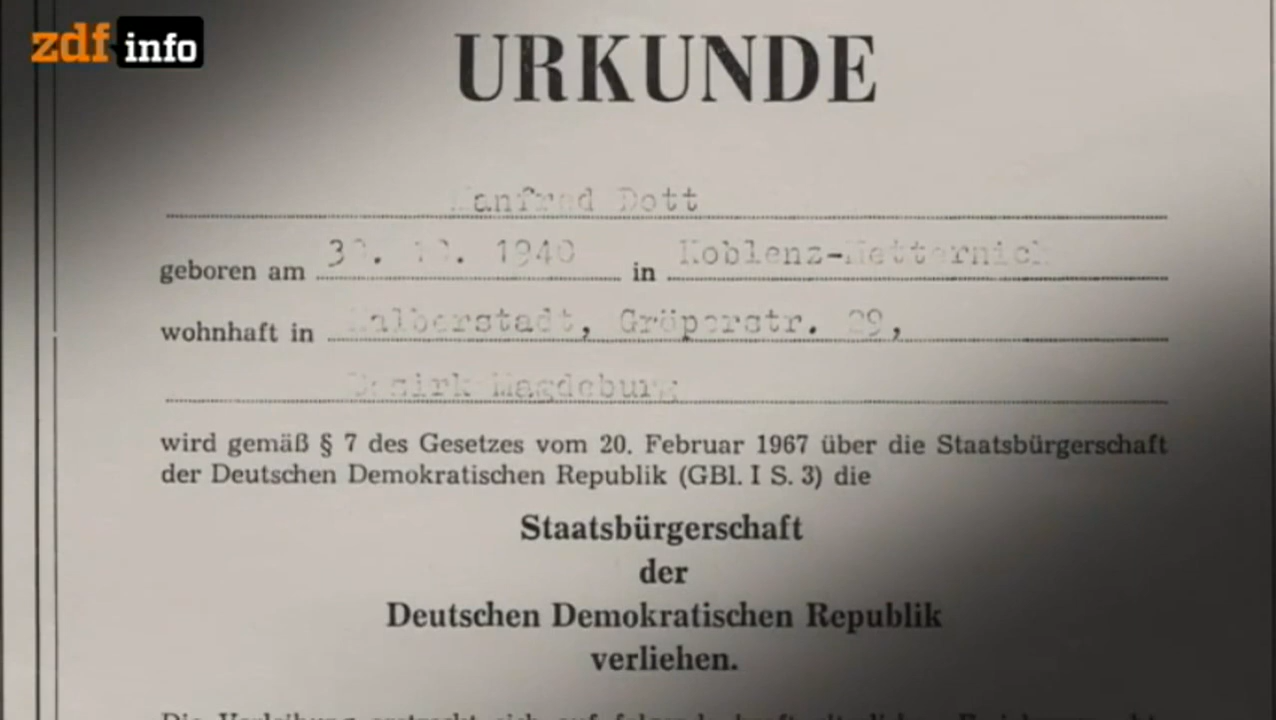 zdf info
URKUNDE
Manfred Dott
geboren am 1940 in Koblenz-Metternich
wohnhaft in Halberstadt, Gröperstr. 29,
Bezirk Magdeburg
wird gemäß § 7 des Gesetzes vom 20. Februar 1967 über die Staatsbürgerschaft
der Deutschen Demokratischen Republik (GBl. I S. 3) die
Staatsbürgerschaft
der
Deutschen Demokratischen Republik
verliehen.